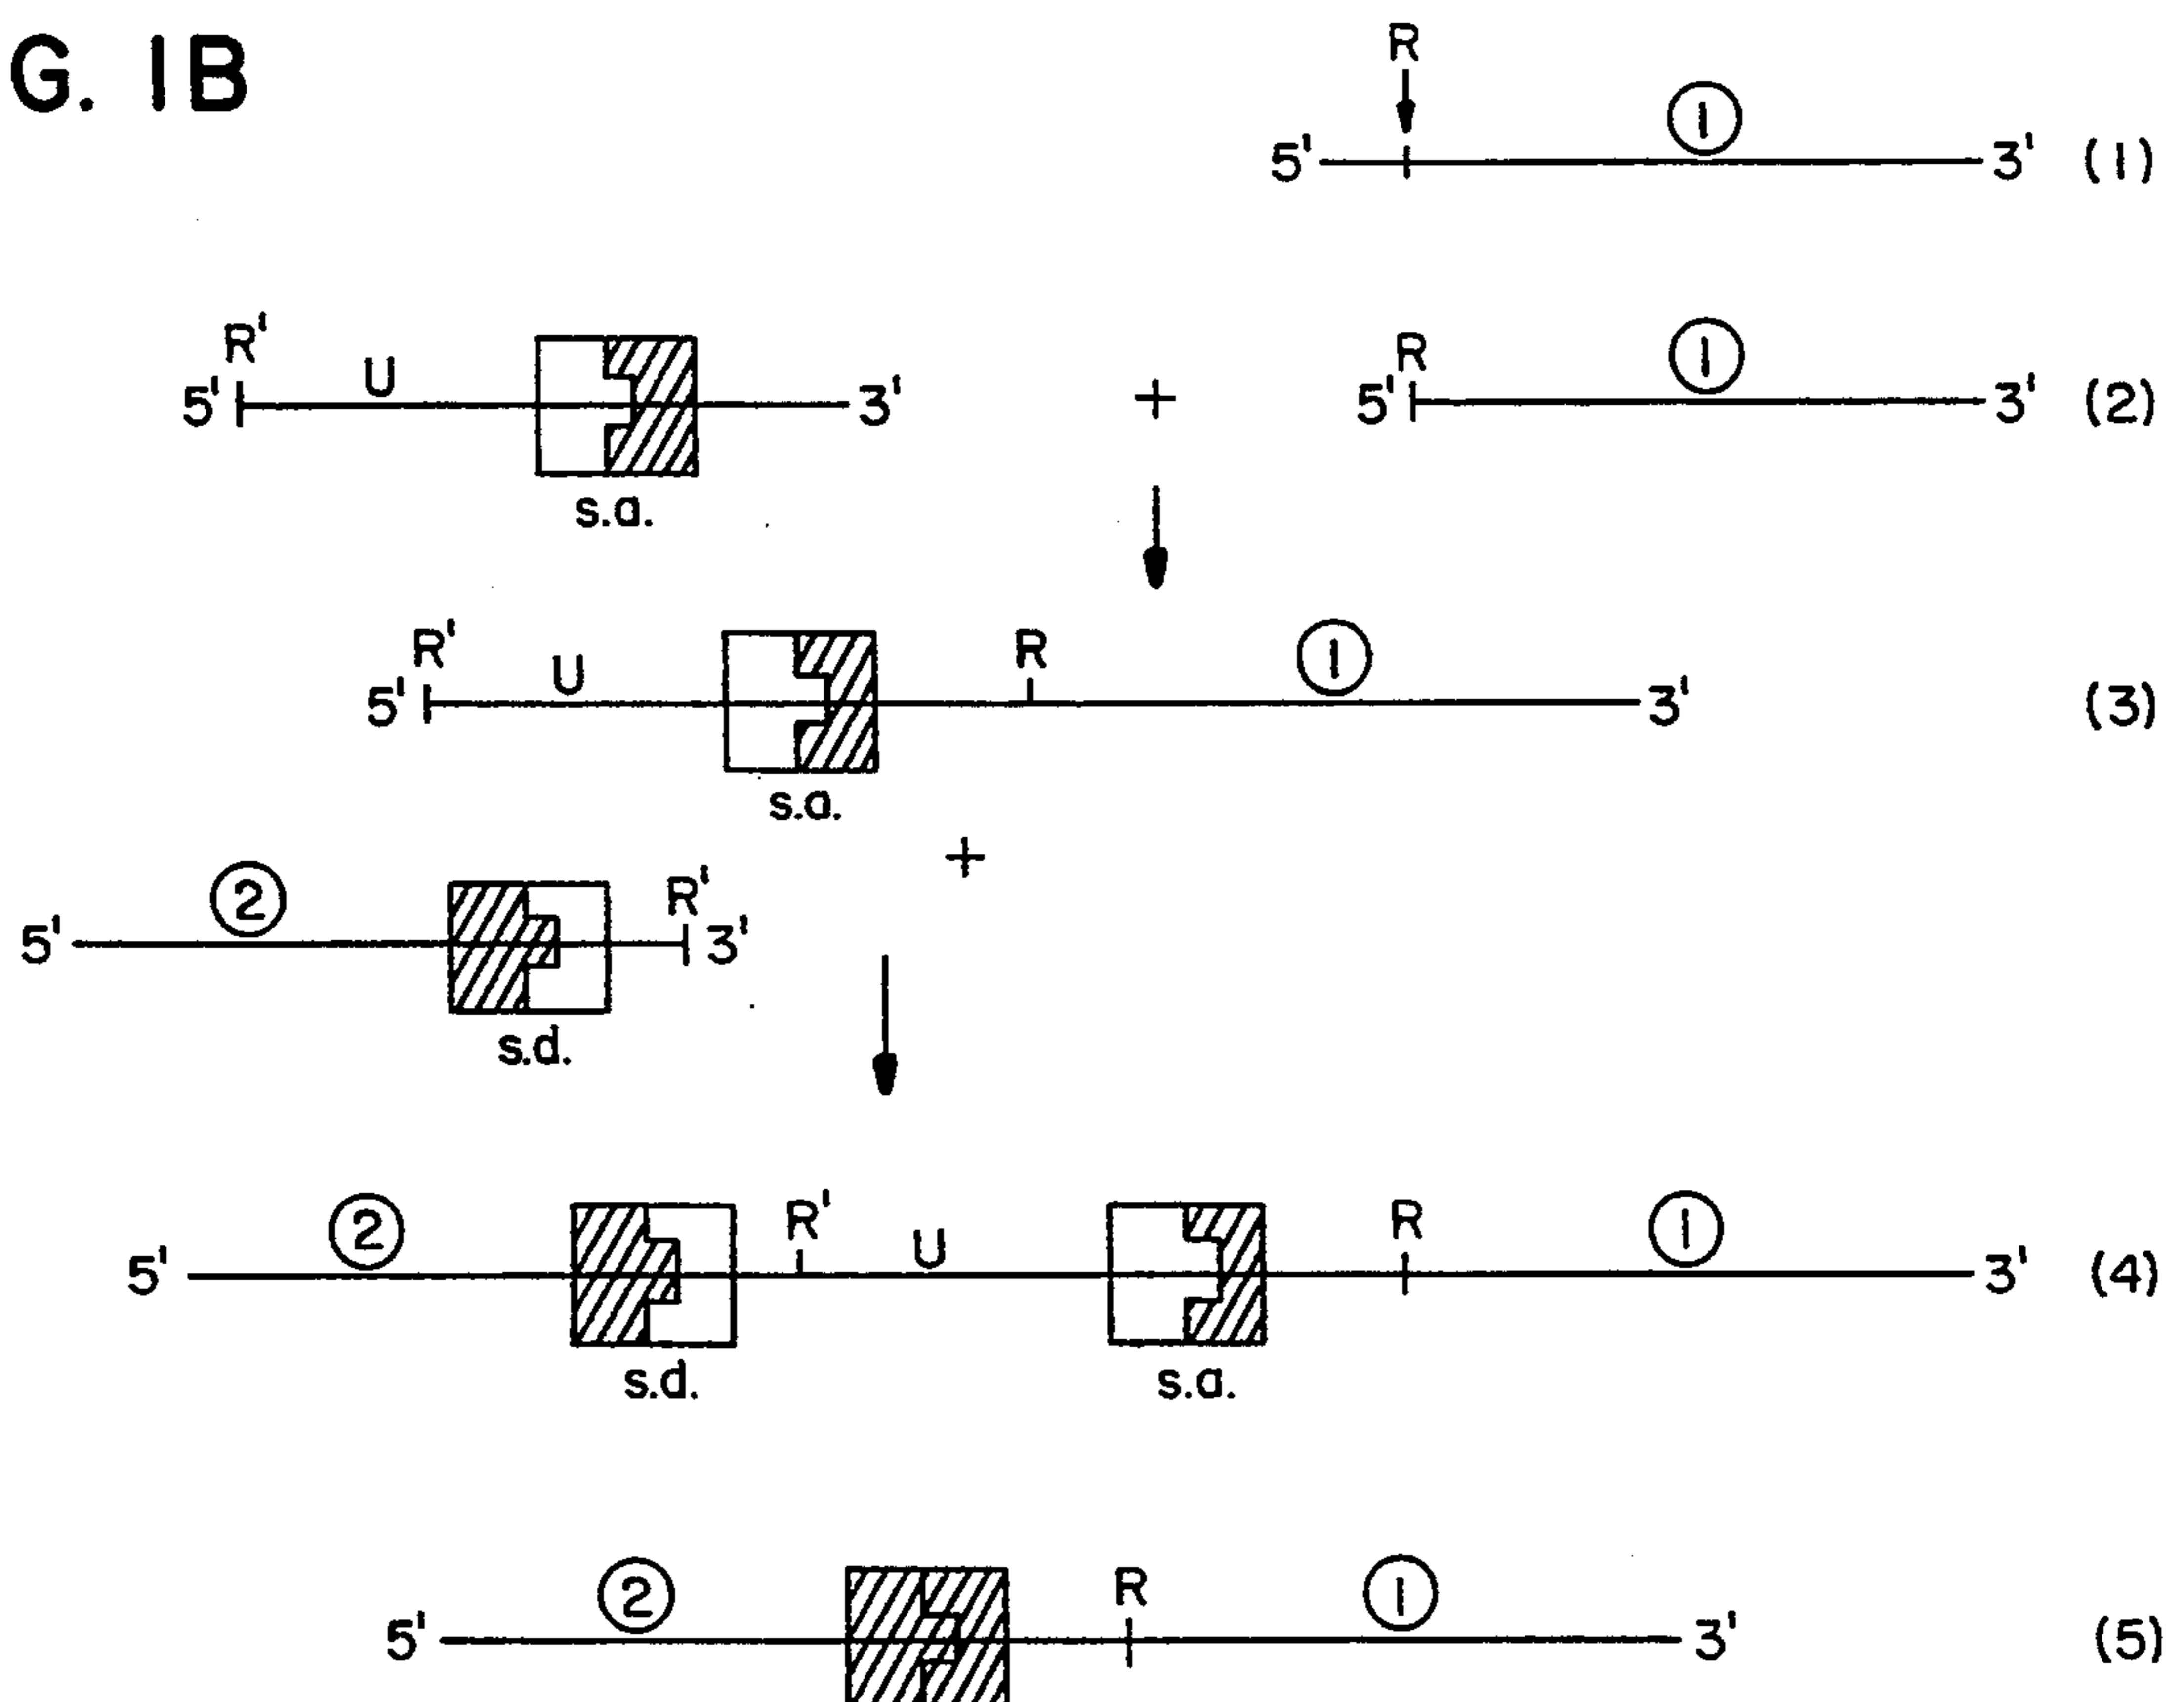 G. 1B
R
①
5' 3' (1)
R' U R ①
5' 3' + 5' 3' (2)
s.a.
R' U R ①
5' 3' (3)
s.a.
+
② R'
5' 3'
s.d.
② R' U R ①
5' 3' (4)
s.d. s.a.
② R ①
5' 3' (5)